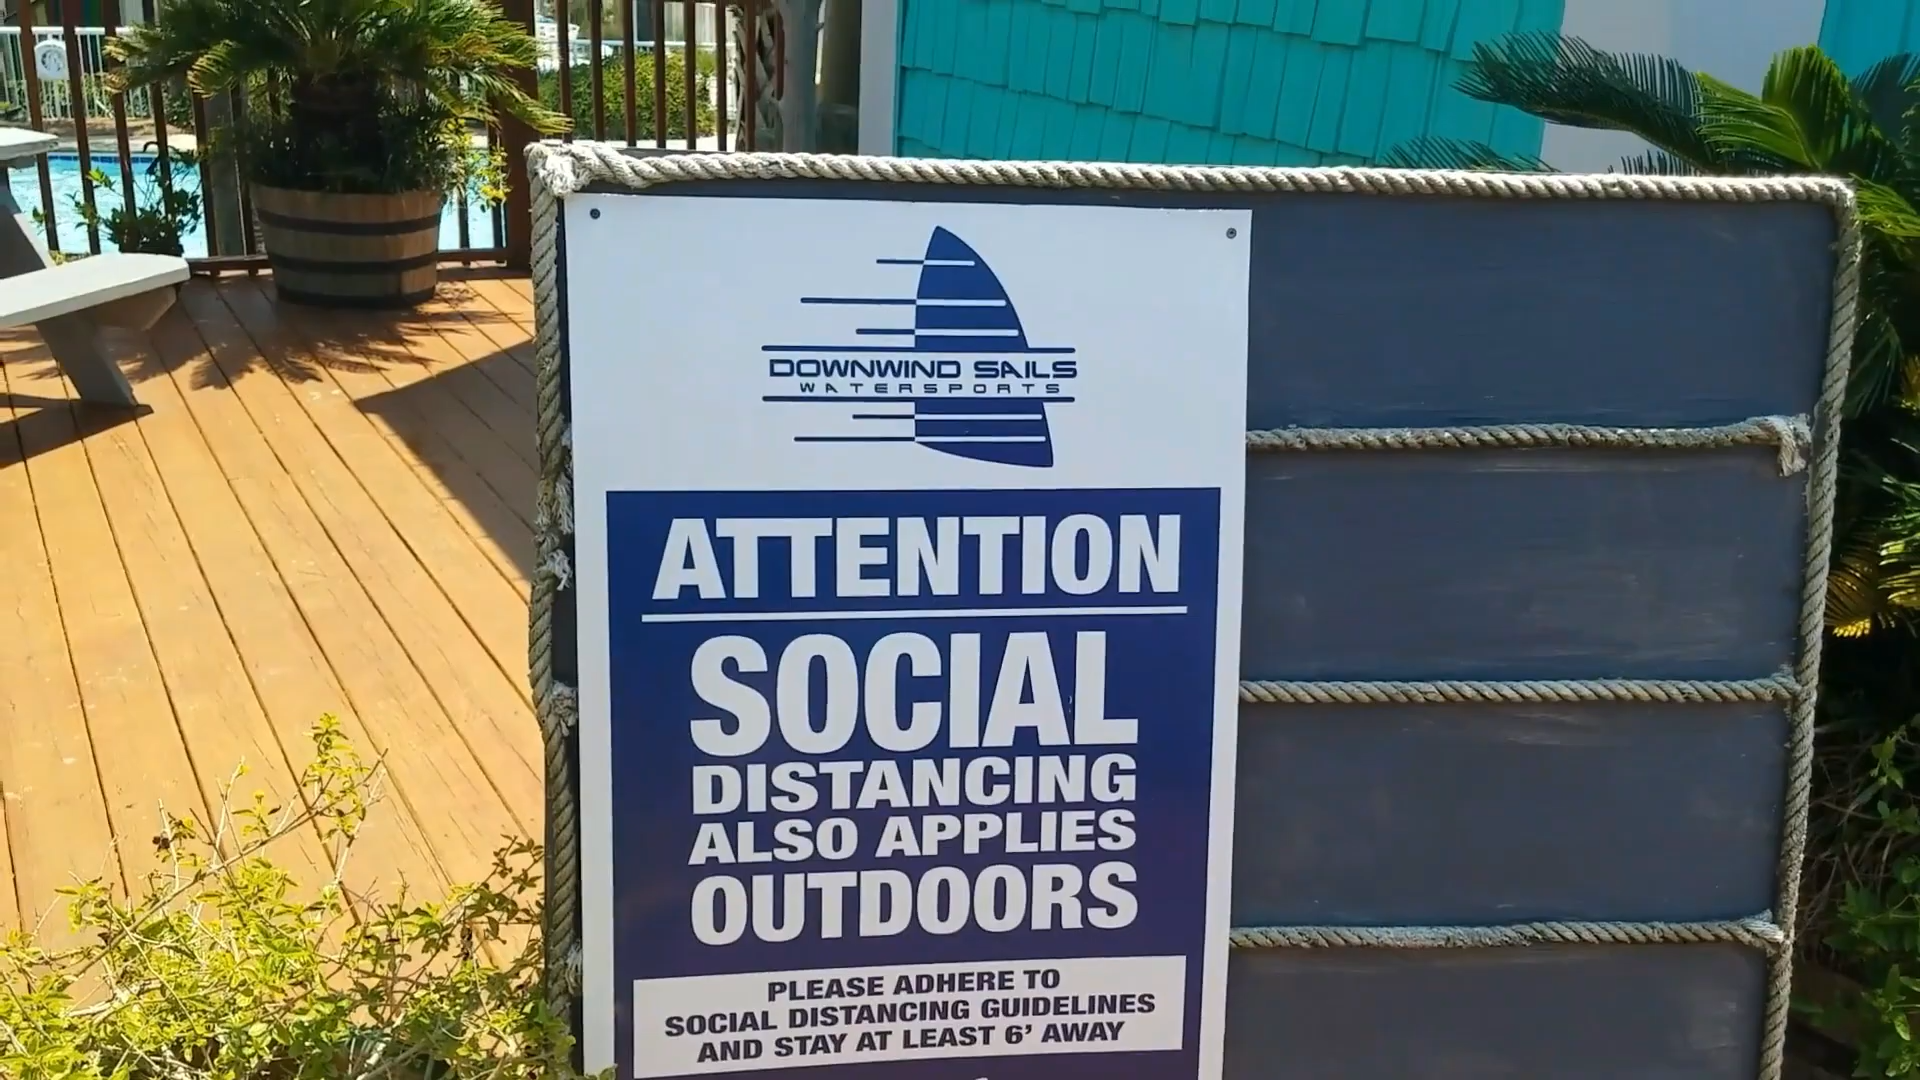 DOWNWIND SAILS
WATERSPORTS
ATTENTION
SOCIAL
DISTANCING
ALSO APPLIES
OUTDOORS
PLEASE ADHERE TO
SOCIAL DISTANCING GUIDELINES
AND STAY AT LEAST 6' AWAY